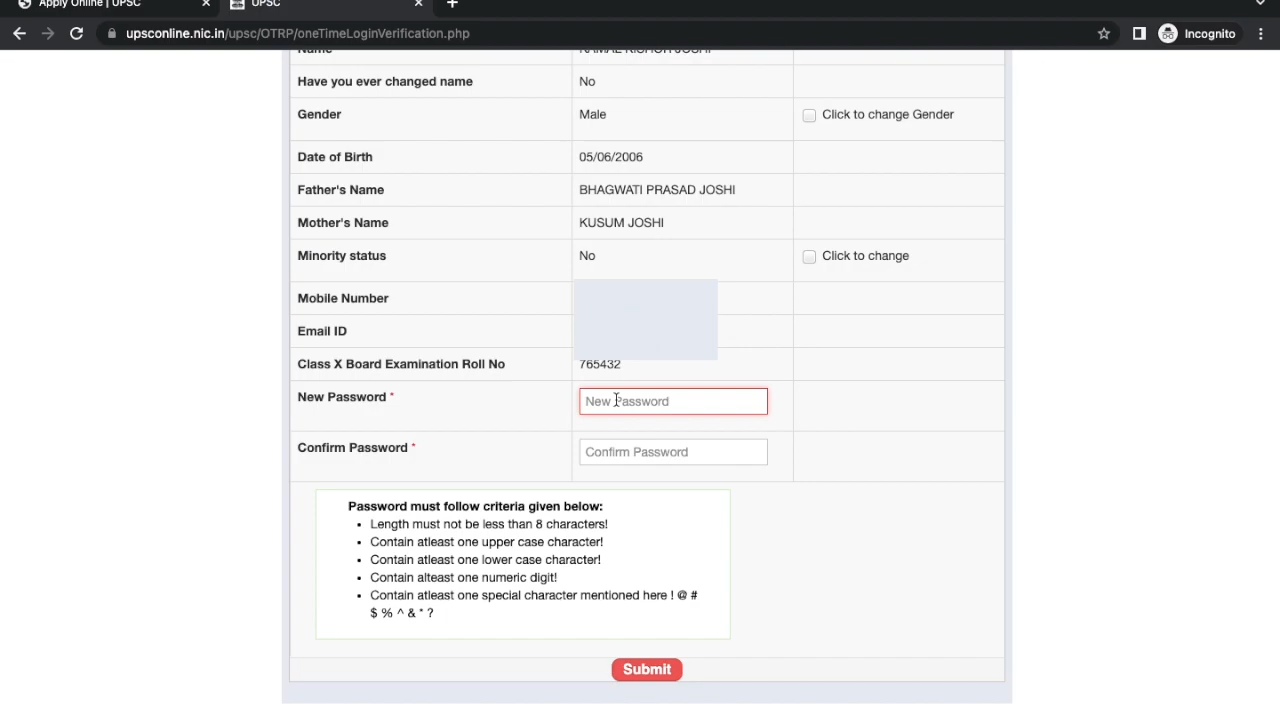 Apply Online | UPSC
UPSC
upsconline.nic.in/upsc/OTRP/oneTimeLoginVerification.php
Incognito
Name KAMAL KISHOR JOSHI
Have you ever changed name No
Gender Male Click to change Gender
Date of Birth 05/06/2006
Father's Name BHAGWATI PRASAD JOSHI
Mother's Name KUSUM JOSHI
Minority status No Click to change
Mobile Number
Email ID
Class X Board Examination Roll No 765432
New Password * New Password
Confirm Password * Confirm Password
Password must follow criteria given below:
Length must not be less than 8 characters!
Contain atleast one upper case character!
Contain atleast one lower case character!
Contain alteast one numeric digit!
Contain atleast one special character mentioned here ! @ #
$ % ^ & * ?
Submit